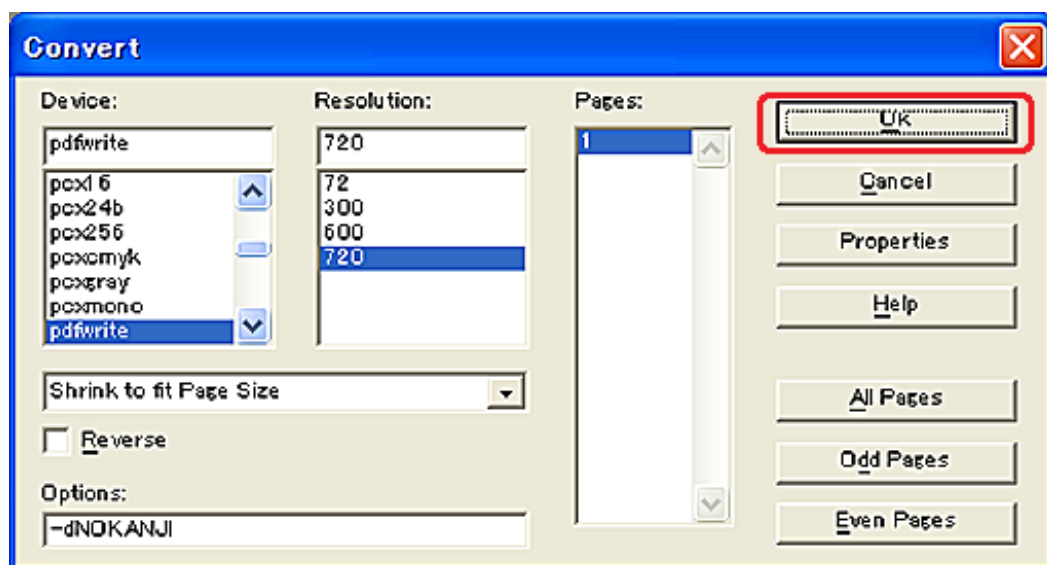 Convert
Device:
pdfwrite
pcx16
pcx24b
pcx256
pcxcmyk
pcxgray
pcxmono
pdfwrite
Resolution:
720
72
300
600
720
Pages:
1
OK
Cancel
Properties
Help
All Pages
Odd Pages
Even Pages
Shrink to fit Page Size
Reverse
Options:
-dNOKANJI